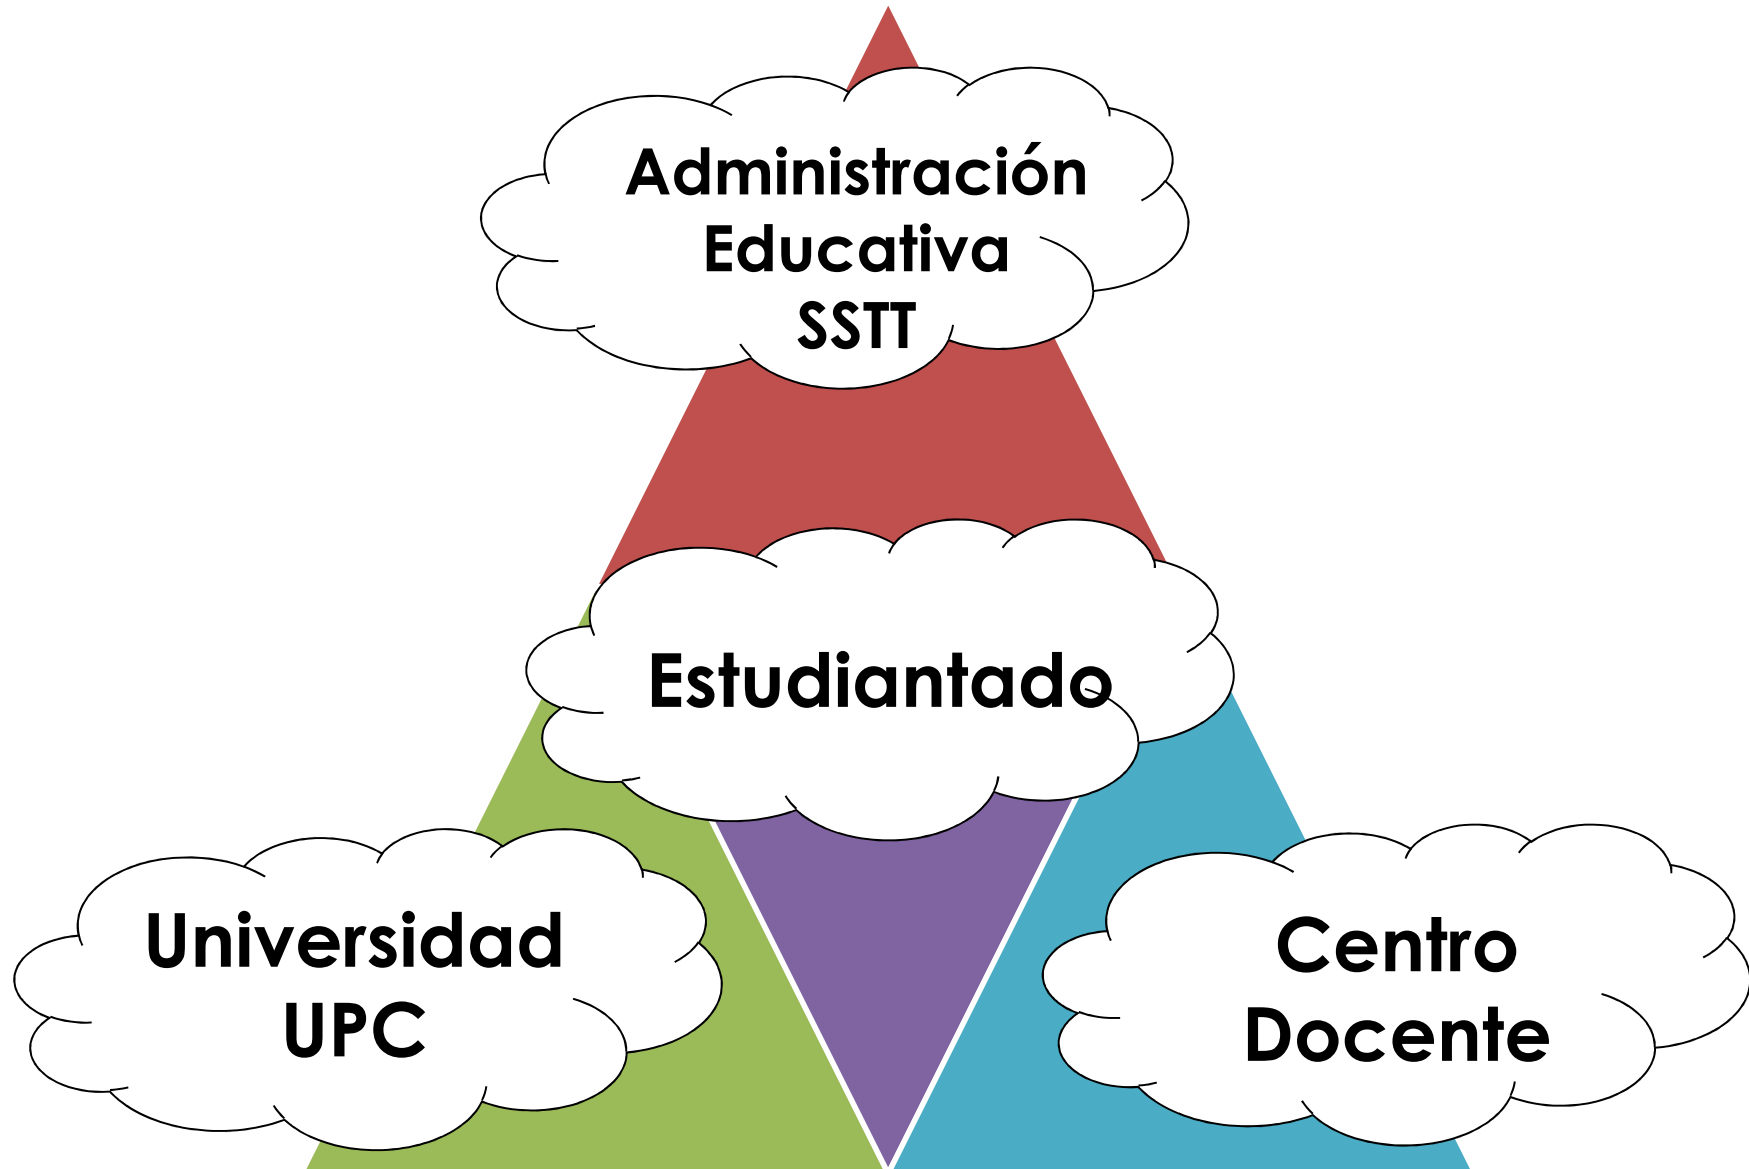 Administración
Educativa
SSTT
Estudiantado
Universidad
UPC
Centro
Docente